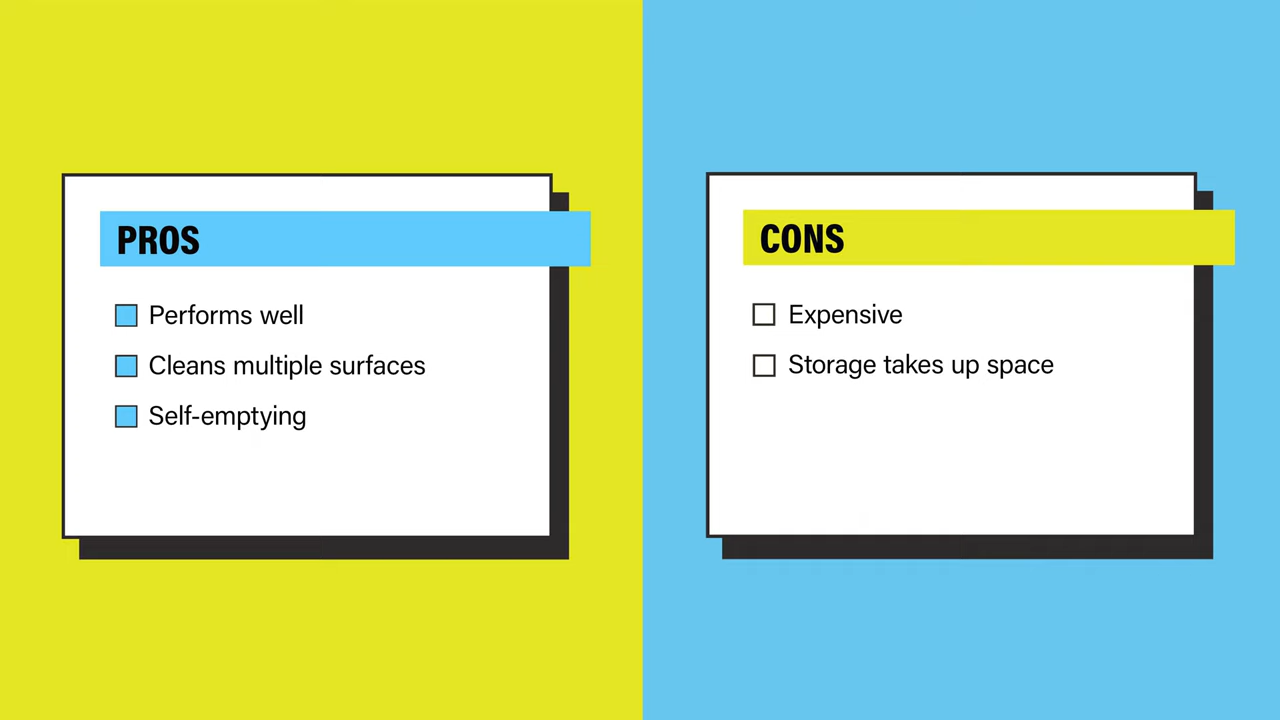 PROS
Performs well
Cleans multiple surfaces
Self-emptying
CONS
Expensive
Storage takes up space